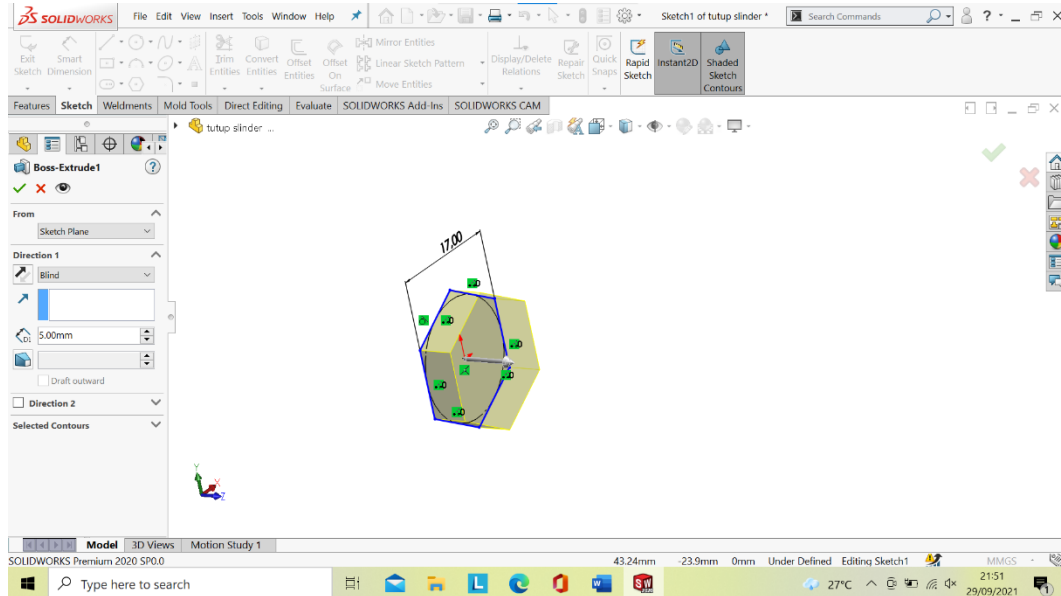 SOLIDWORKS File Edit View Insert Tools Window Help Sketch1 of tutup slinder * Search Commands
Exit Sketch Smart Dimension Trim Entities Convert Entities Offset Entities Offset On Surface Mirror Entities Linear Sketch Pattern Move Entities Display/Delete Relations Repair Sketch Quick Snaps Rapid Sketch Instant2D Shaded Sketch Contours
Features Sketch Weldments Mold Tools Direct Editing Evaluate SOLIDWORKS Add-Ins SOLIDWORKS CAM
tutup slinder ...
Boss-Extrude1
From
Sketch Plane
Direction 1
Blind
D1 5.00mm
Draft outward
Direction 2
Selected Contours
17.00
Y
X
Z
Model 3D Views Motion Study 1
SOLIDWORKS Premium 2020 SP0.0 43.24mm -23.9mm 0mm Under Defined Editing Sketch1 MMGS
Type here to search 27°C 21:51
29/09/2021